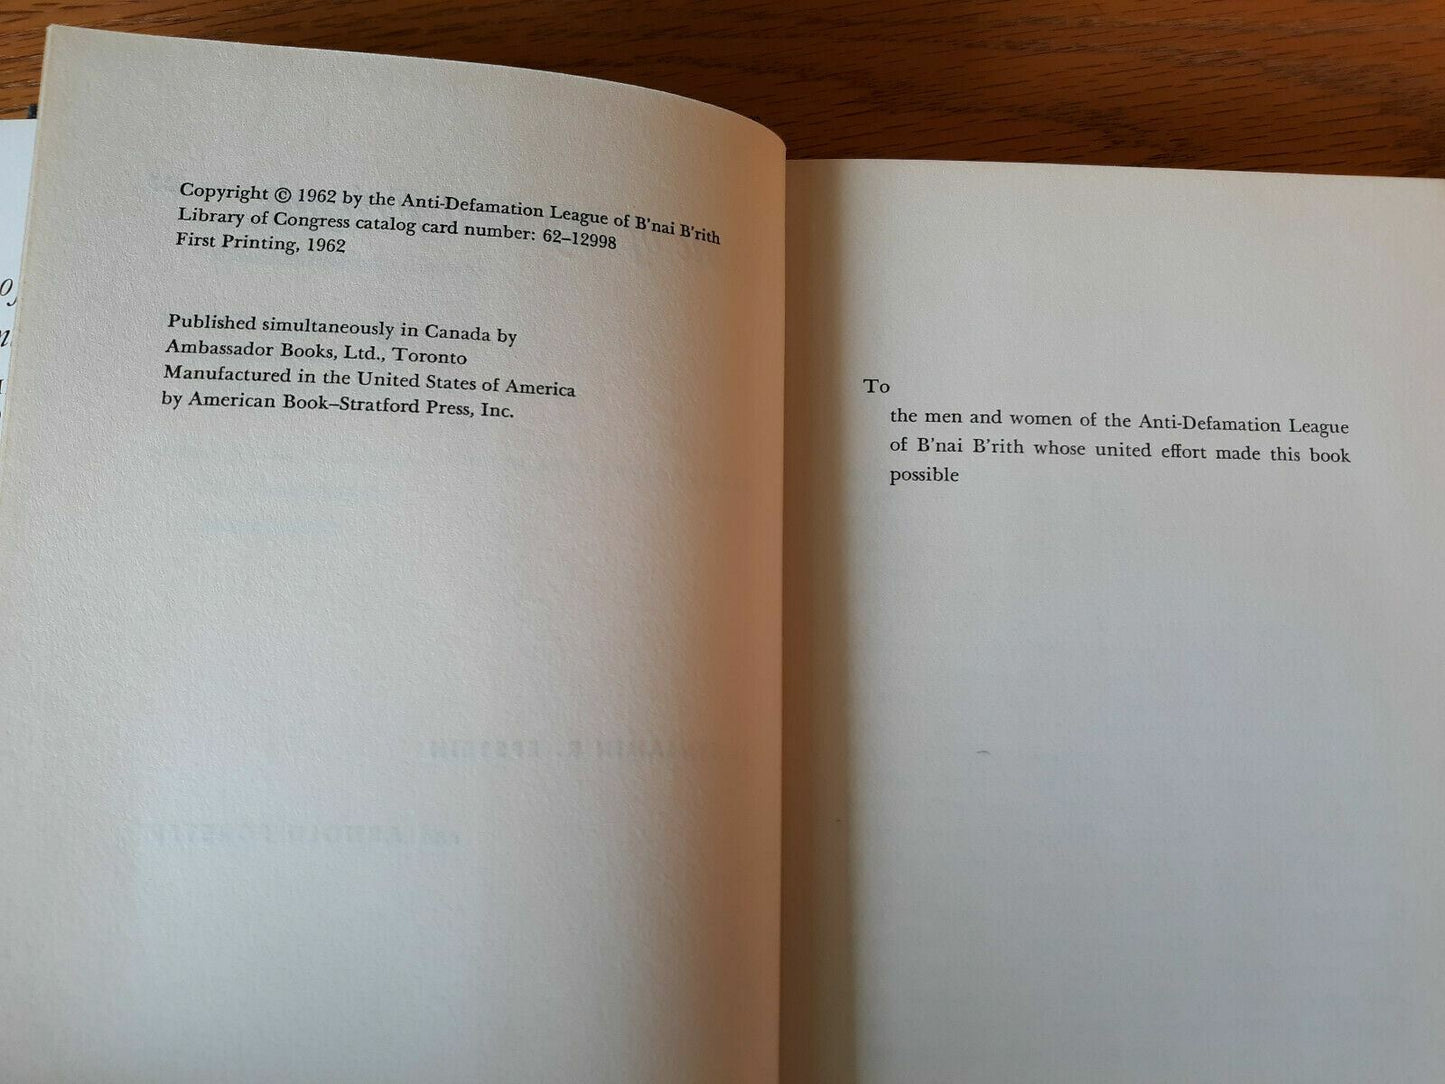 Copyright © 1962 by the Anti-Defamation League of B'nai B'rith
Library of Congress catalog card number: 62–12998
First Printing, 1962
Published simultaneously in Canada by
Ambassador Books, Ltd., Toronto
Manufactured in the United States of America
by American Book–Stratford Press, Inc.
To
the men and women of the Anti-Defamation League
of B'nai B'rith whose united effort made this book
possible